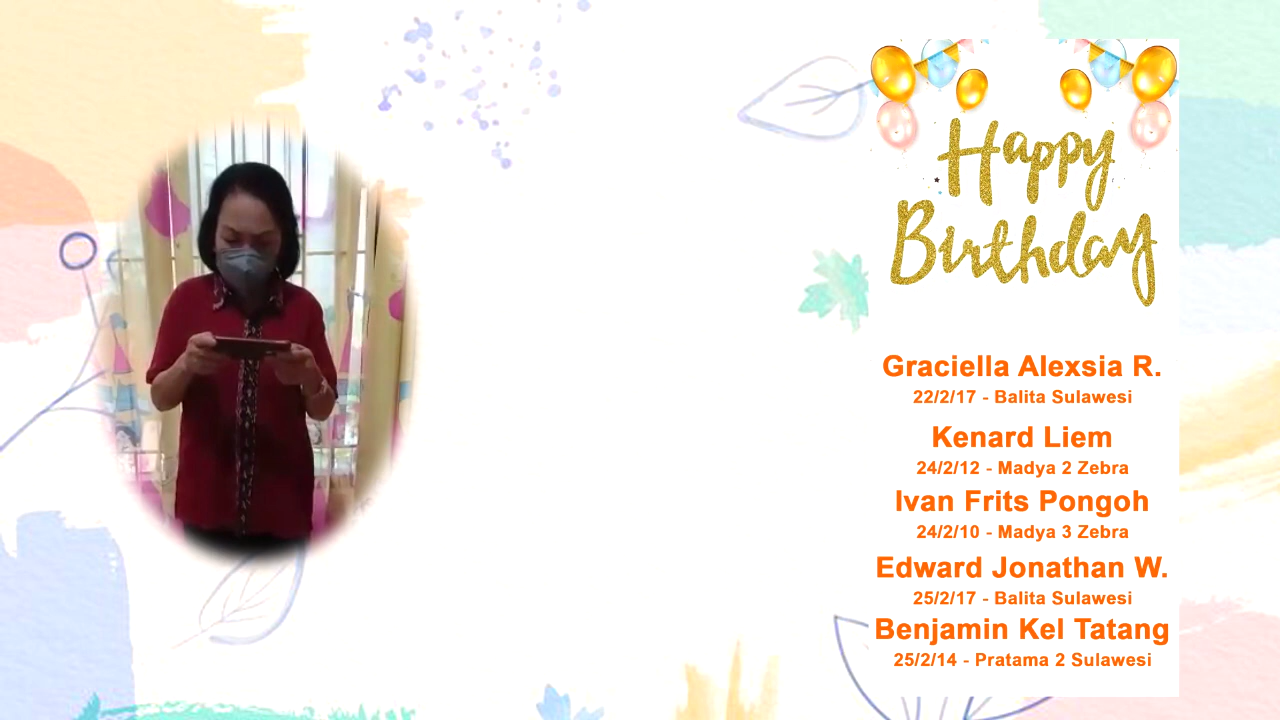 Happy
Birthday
Graciella Alexsia R.
22/2/17 - Balita Sulawesi
Kenard Liem
24/2/12 - Madya 2 Zebra
Ivan Frits Pongoh
24/2/10 - Madya 3 Zebra
Edward Jonathan W.
25/2/17 - Balita Sulawesi
Benjamin Kel Tatang
25/2/14 - Pratama 2 Sulawesi